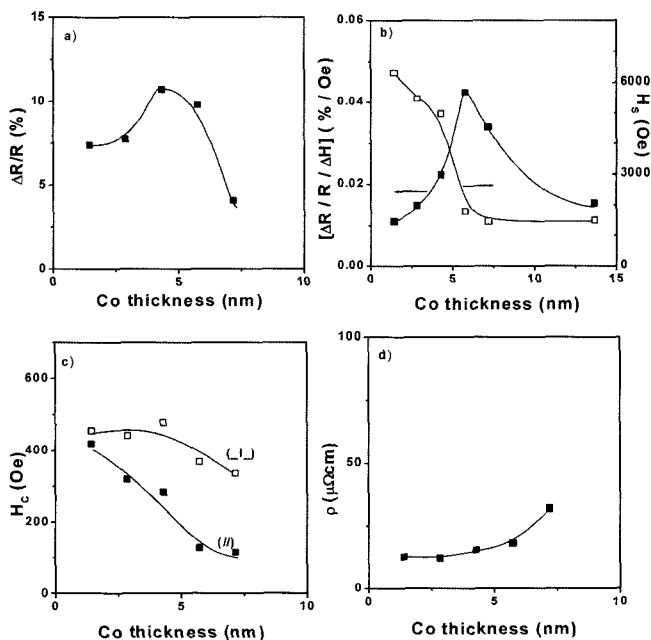 a)
15
10
5
0
ΔR/R (%)
0 5 10
Co thickness (nm)
b)
0.06
0.04
0.02
0.00
[ΔR / R / ΔH] ( % / Oe)
6000
3000
0
H_s (Oe)
0 5 10 15
Co thickness (nm)
c)
600
400
200
0
H_C (Oe)
(_I_)
(//)
0 5 10
Co thickness (nm)
d)
100
50
0
ρ (μΩcm)
0 5 10
Co thickness (nm)